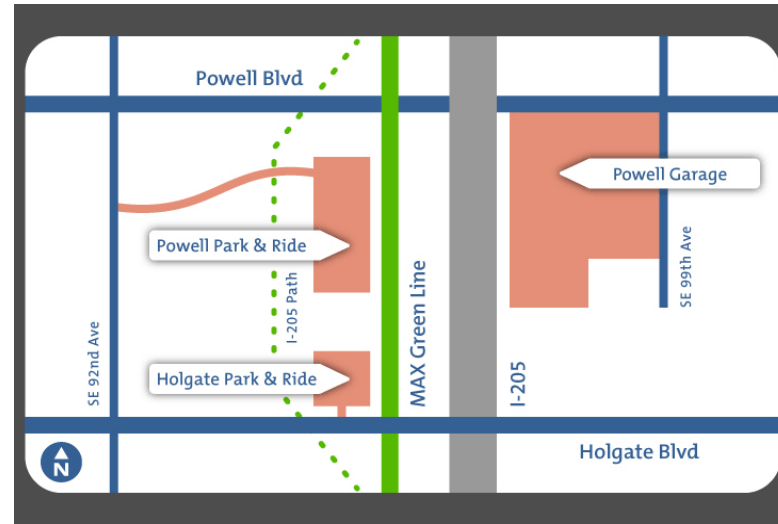 Powell Blvd
Powell Garage
Powell Park & Ride
SE 92nd Ave
I-205 Path
MAX Green Line
I-205
SE 99th Ave
Holgate Park & Ride
Holgate Blvd
N